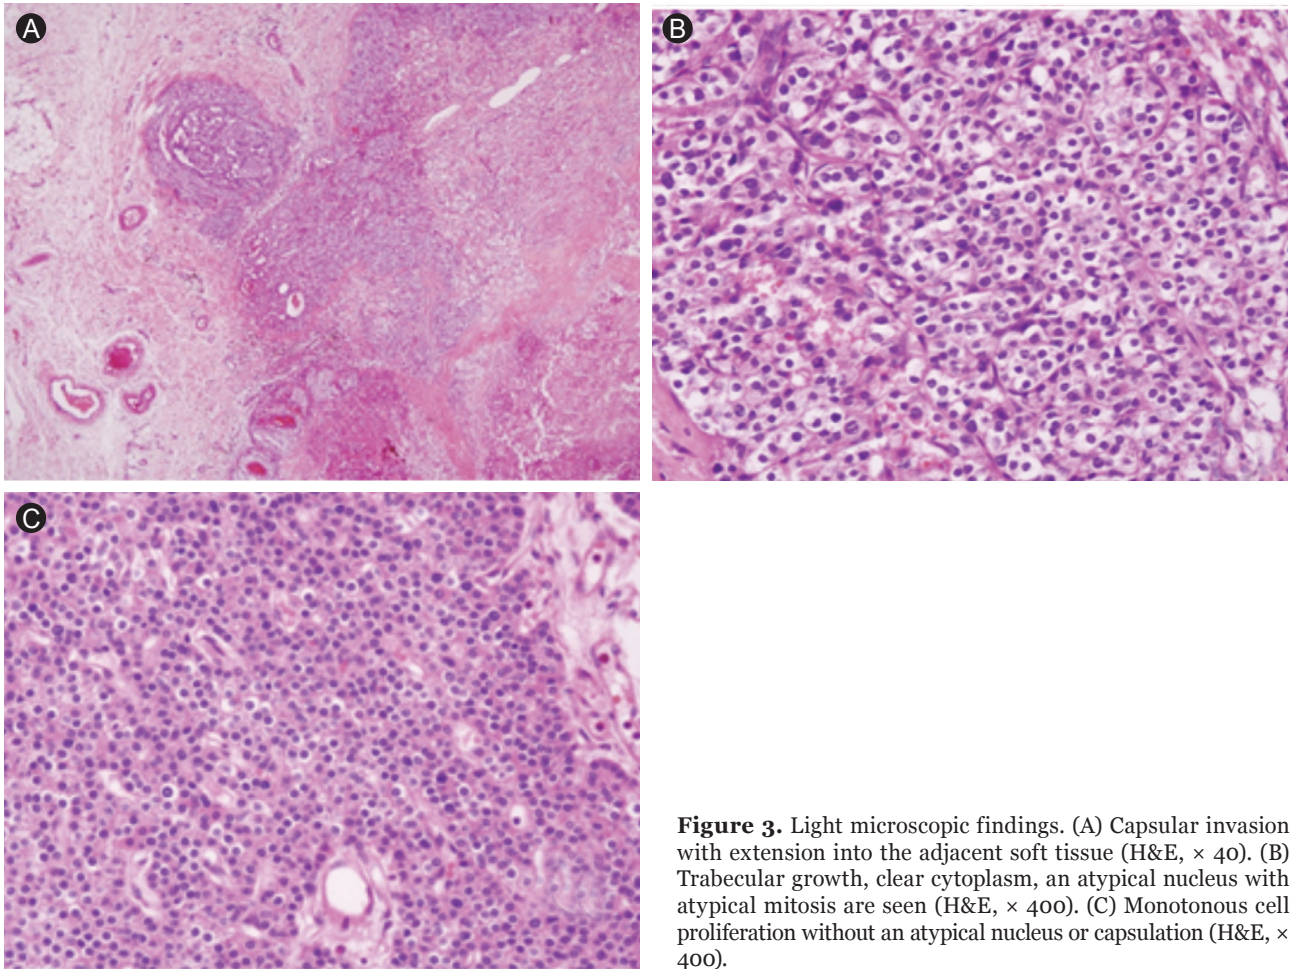 A
B
C
Figure 3. Light microscopic findings. (A) Capsular invasion
with extension into the adjacent soft tissue (H&E, × 40). (B)
Trabecular growth, clear cytoplasm, an atypical nucleus with
atypical mitosis are seen (H&E, × 400). (C) Monotonous cell
proliferation without an atypical nucleus or capsulation (H&E, ×
400).